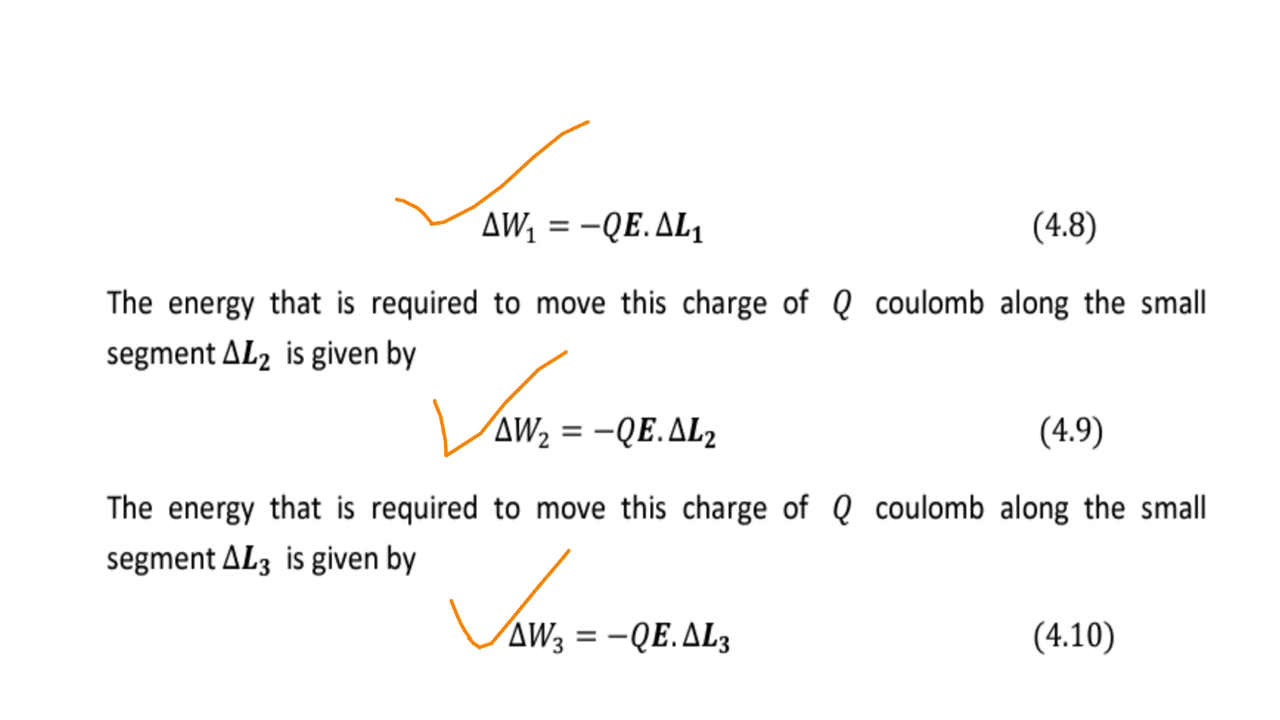 ΔW₁ = −QE. ΔL₁ (4.8)
The energy that is required to move this charge of Q coulomb along the small
segment ΔL₂ is given by
ΔW₂ = −QE. ΔL₂ (4.9)
The energy that is required to move this charge of Q coulomb along the small
segment ΔL₃ is given by
ΔW₃ = −QE. ΔL₃ (4.10)